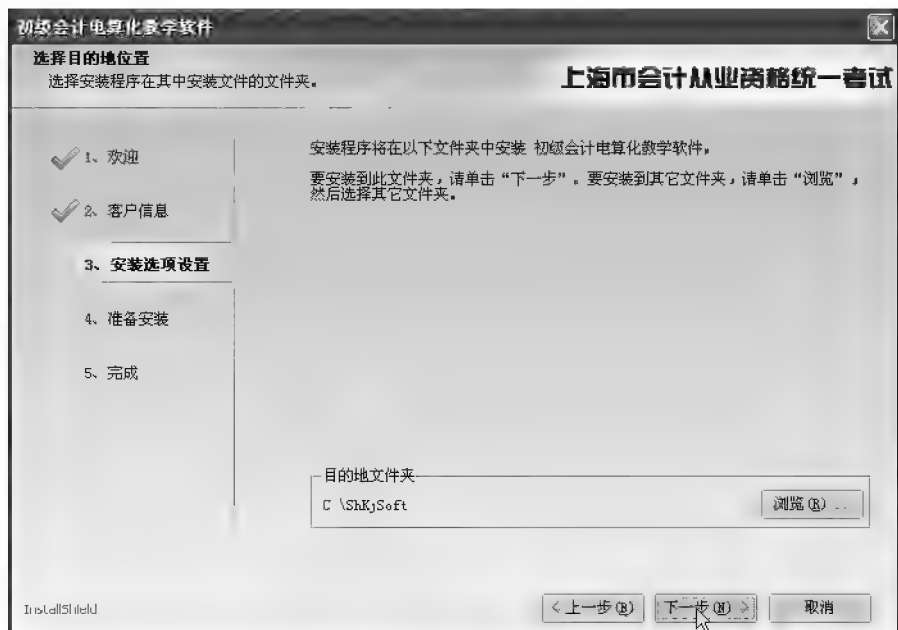 初级会计电算化教学软件
选择目的地位置
选择安装程序在其中安装文件的文件夹。
上海市会计从业资格统一考试
1、欢迎
2、客户信息
3、安装选项设置
4、准备安装
5、完成
安装程序将在以下文件夹中安装 初级会计电算化教学软件。
要安装到此文件夹，请单击“下一步”。要安装到其它文件夹，请单击“浏览”，
然后选择其它文件夹。
目的地文件夹
C \ShKjSoft
浏览(R) ..
InstallShield
<上一步(B)
下一步(N) >
取消